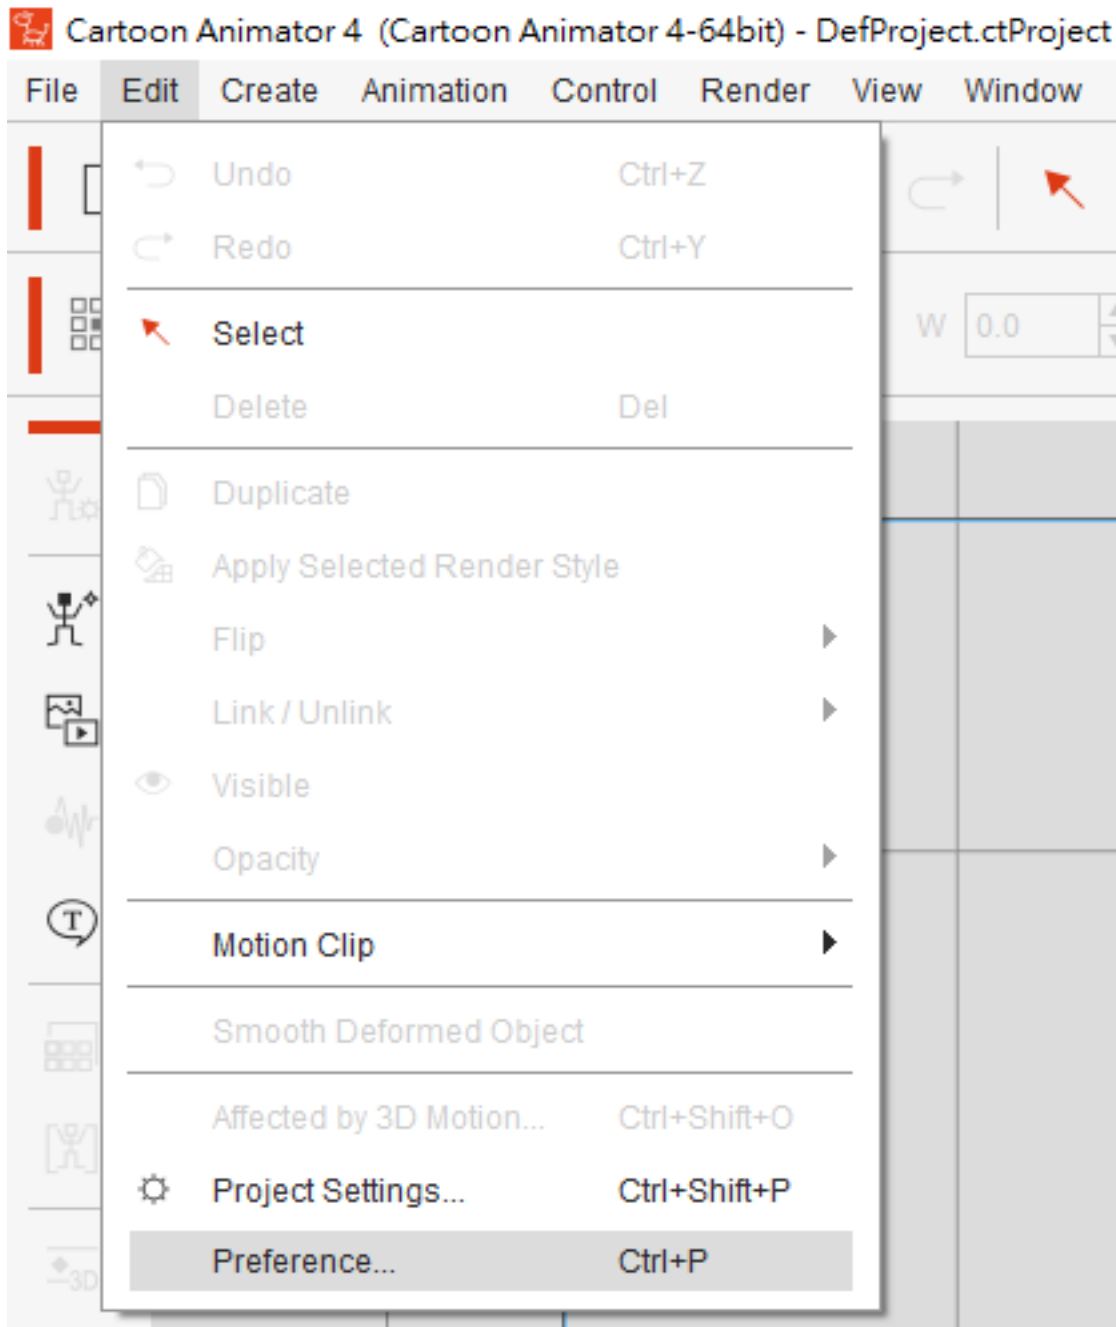 Cartoon Animator 4  (Cartoon Animator 4-64bit) - DefProject.ctProject
File Edit Create Animation Control Render View Window
Undo Ctrl+Z
Redo Ctrl+Y
Select
W 0.0
Delete Del
Duplicate
Apply Selected Render Style
Flip
Link / Unlink
Visible
Opacity
T
Motion Clip
Smooth Deformed Object
Affected by 3D Motion... Ctrl+Shift+O
Project Settings... Ctrl+Shift+P
Preference... Ctrl+P
3D